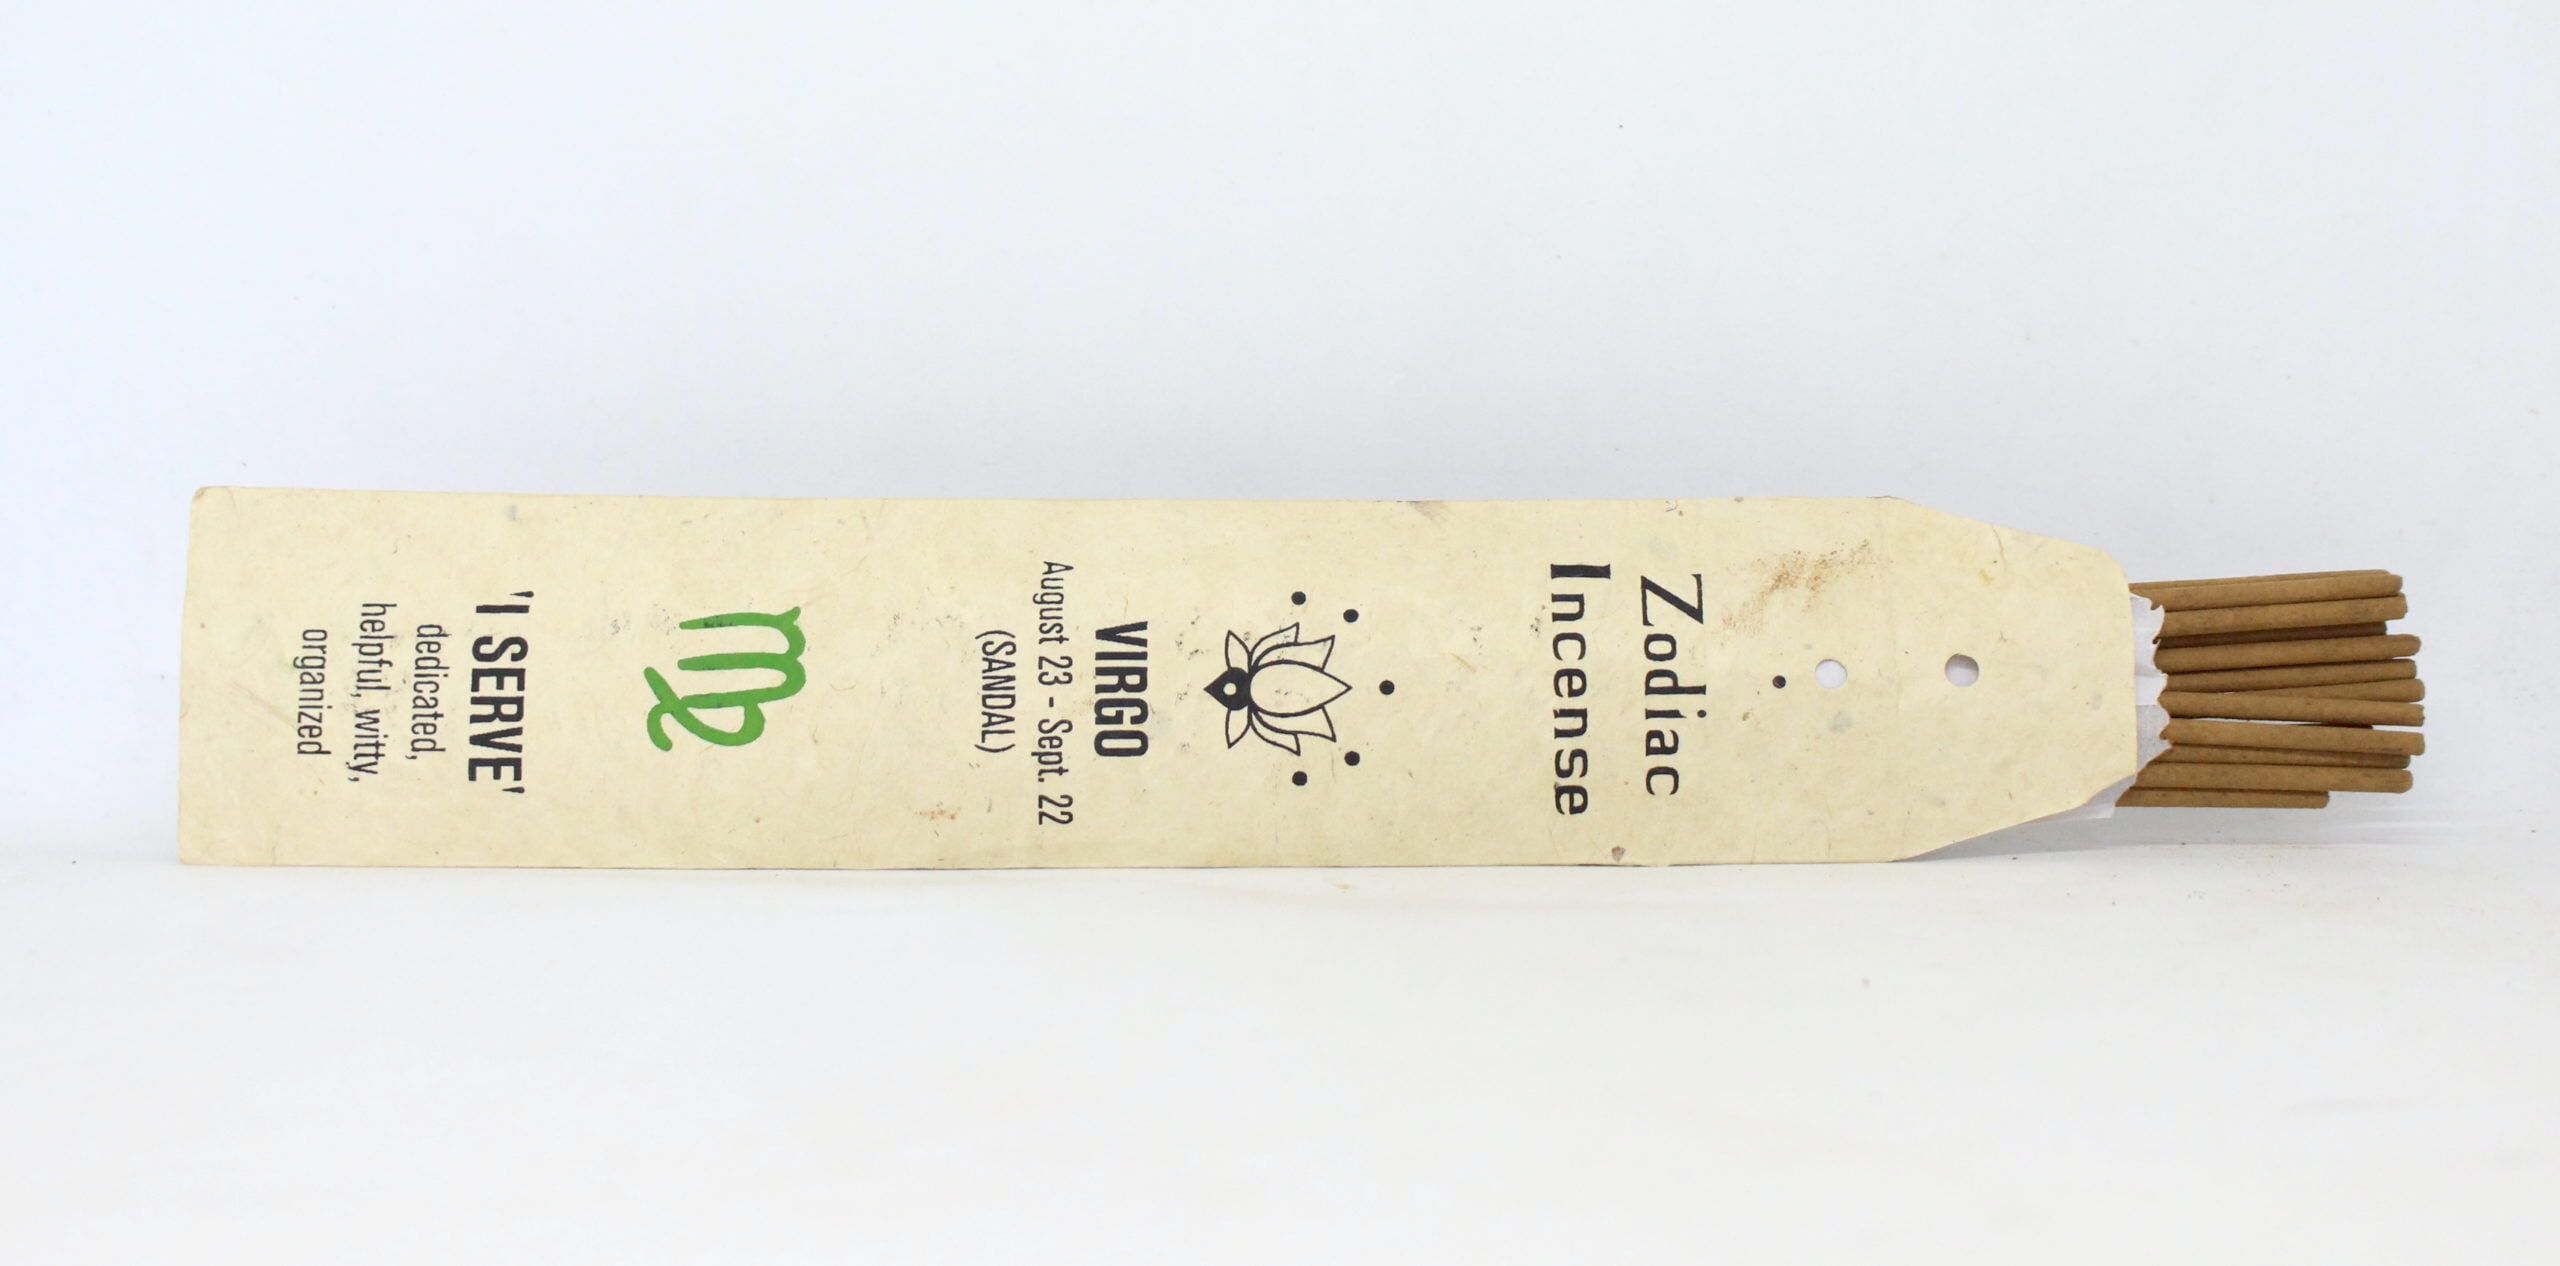 Zodiac
Incense
VIRGO
August 23 - Sept. 22
(SANDAL)
'I SERVE'
dedicated,
helpful, witty,
organized